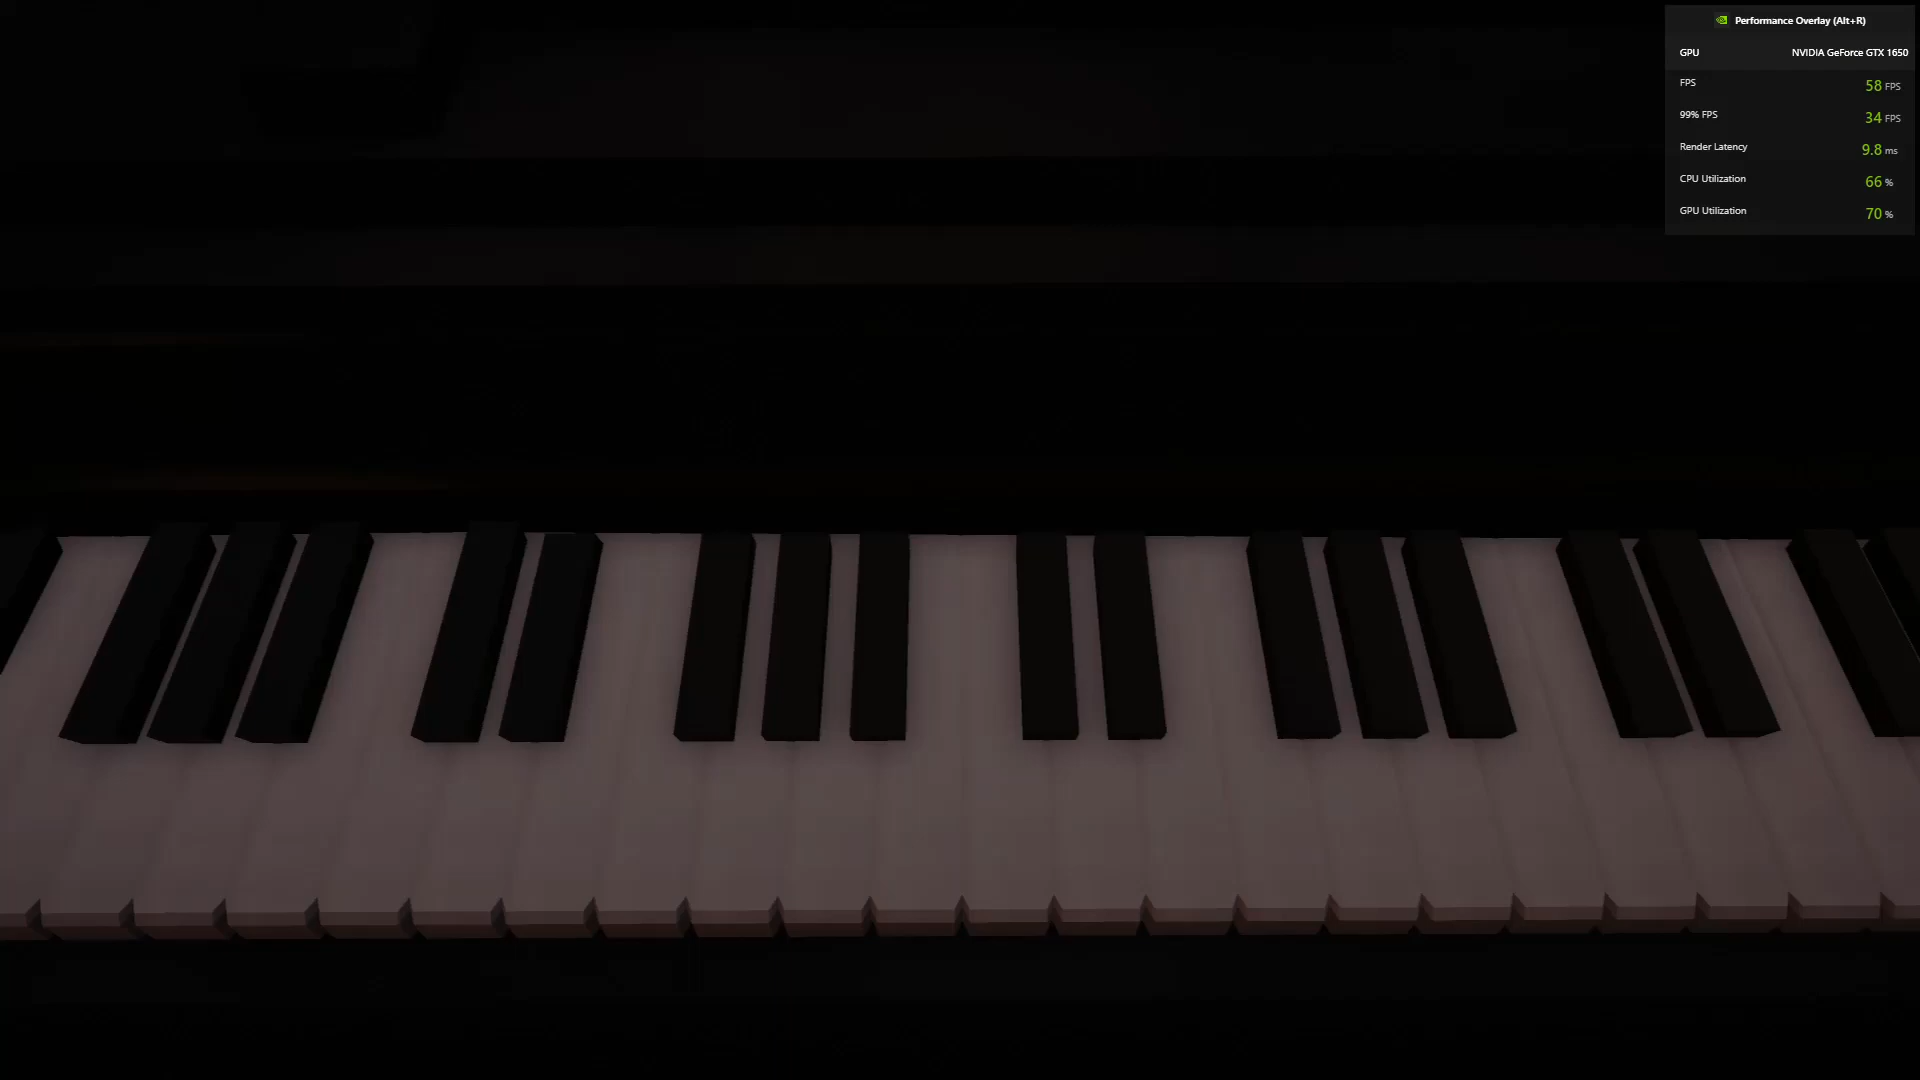 Performance Overlay (Alt+R)
GPU NVIDIA GeForce GTX 1650
FPS 58 FPS
99% FPS 34 FPS
Render Latency 9.8 ms
CPU Utilization 66 %
GPU Utilization 70 %